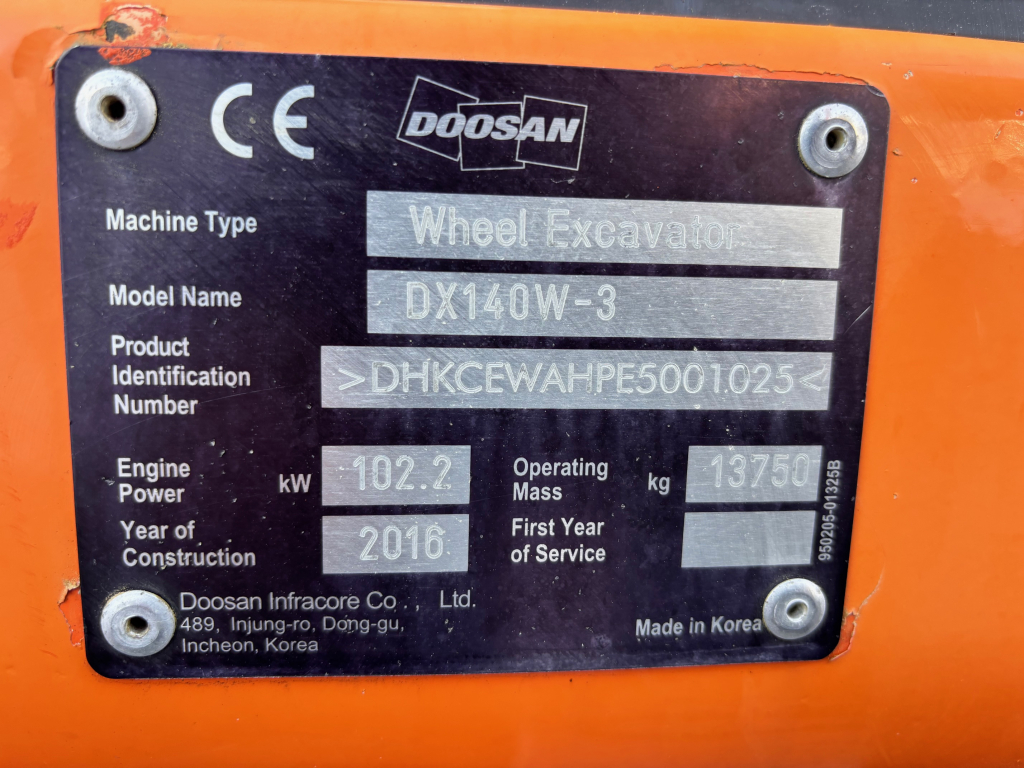 CE DOOSAN
Machine Type Wheel Excavator
Model Name DX140W-3
Product
Identification
Number
>DHKCEWAHPE5001025<
Engine
Power kW 102.2
Operating
Mass kg 13750
Year of
Construction 2016
First Year
of Service
950205-01325B
Doosan Infracore Co., Ltd.
489, Injung-ro, Dong-gu,
Incheon, Korea
Made in Korea